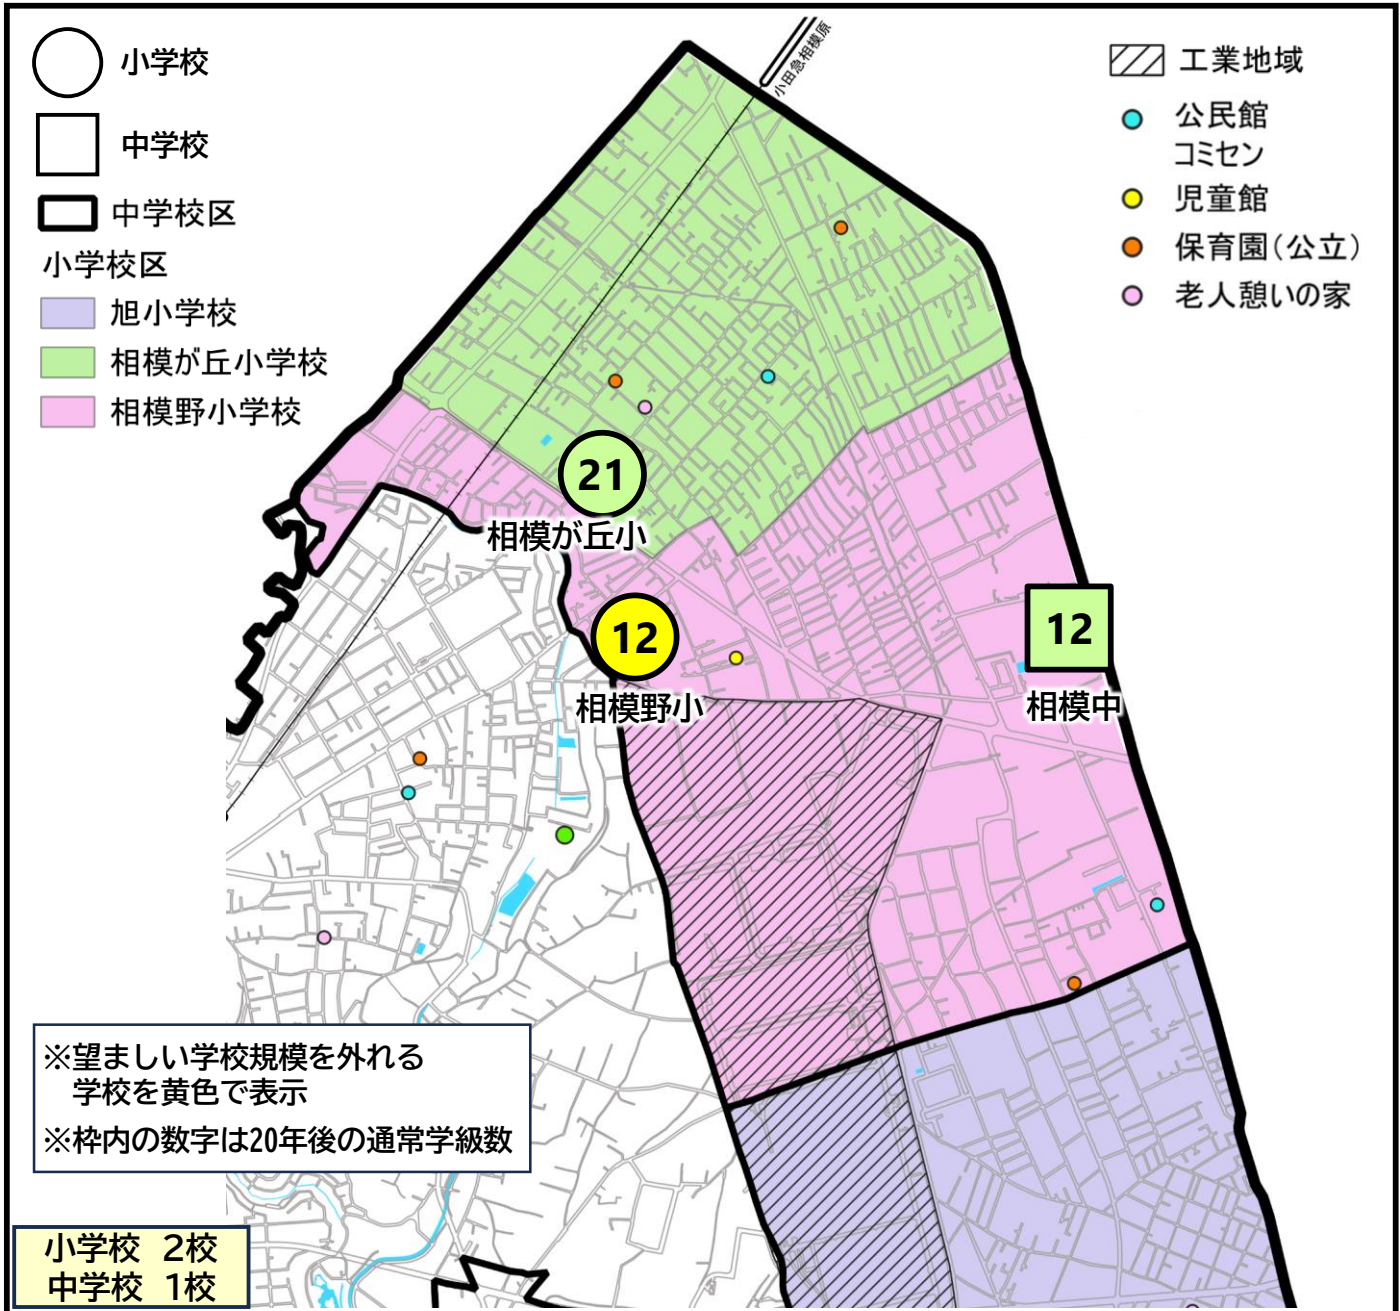 小学校
中学校
中学校区
小学校区
旭小学校
相模が丘小学校
相模野小学校
小田急相模原
工業地域
公民館
コミセン
児童館
保育園(公立)
老人憩いの家
21
相模が丘小
12
相模野小
12
相模中
※望ましい学校規模を外れる
学校を黄色で表示
※枠内の数字は20年後の通常学級数
小学校 2校
中学校 1校